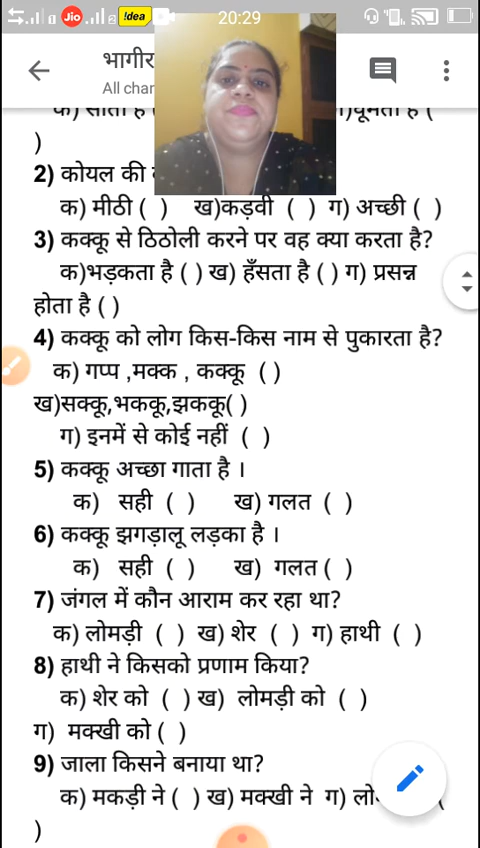 Jio !dea 20:29
भागीर
All char
2) कोयल की
क) मीठी ( ) ख)कड़वी ( ) ग) अच्छी ( )
3) कक्कू से ठिठोली करने पर वह क्या करता है?
क)भड़कता है ( ) ख) हँसता है ( ) ग) प्रसन्न
होता है ( )
4) कक्कू को लोग किस-किस नाम से पुकारता है?
क) गप्प ,मक्क , कक्कू ( )
ख)सक्कू,भककू,झककू( )
ग) इनमें से कोई नहीं ( )
5) कक्कू अच्छा गाता है ।
क) सही ( ) ख) गलत ( )
6) कक्कू झगड़ालू लड़का है ।
क) सही ( ) ख) गलत ( )
7) जंगल में कौन आराम कर रहा था?
क) लोमड़ी ( ) ख) शेर ( ) ग) हाथी ( )
8) हाथी ने किसको प्रणाम किया?
क) शेर को ( ) ख) लोमड़ी को ( )
ग) मक्खी को ( )
9) जाला किसने बनाया था?
क) मकड़ी ने ( ) ख) मक्खी ने ग)
)